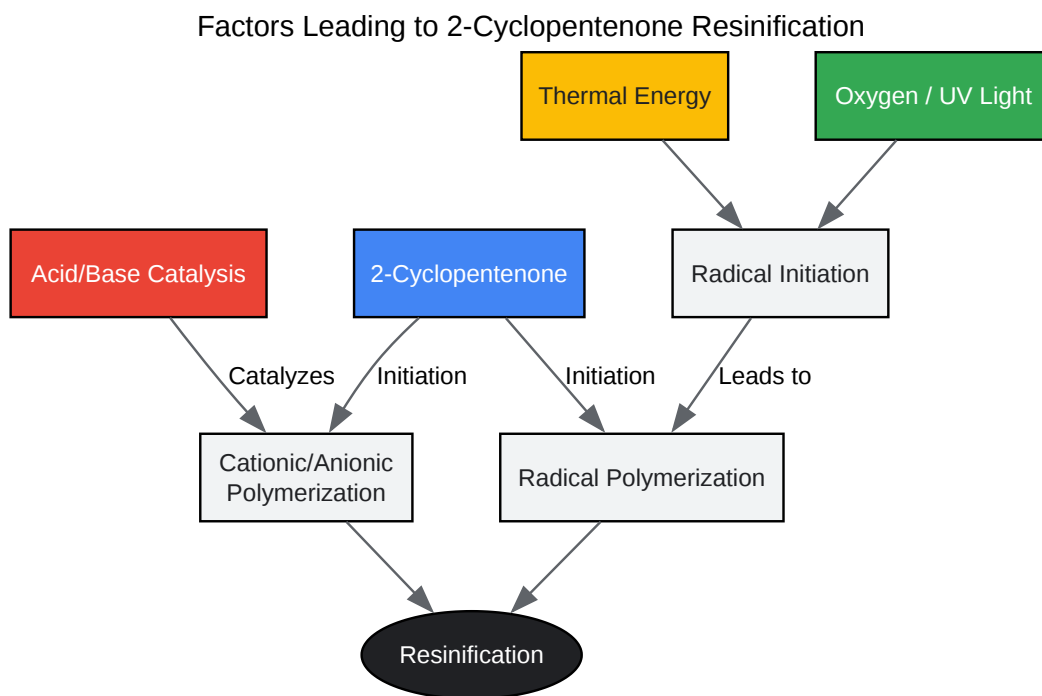 Factors Leading to 2-Cyclopentenone Resinification
Thermal Energy
Oxygen / UV Light
Acid/Base Catalysis
2-Cyclopentenone
Radical Initiation
Catalyzes
Initiation
Initiation
Leads to
Cationic/Anionic
Polymerization
Radical Polymerization
Resinification